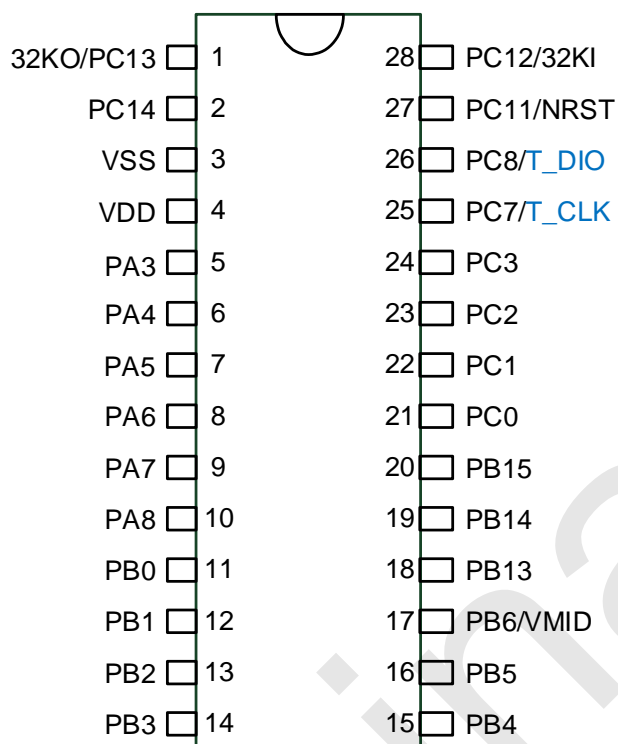 32KO/PC13 1 28 PC12/32KI
PC14 2 27 PC11/NRST
VSS 3 26 PC8/T_DIO
VDD 4 25 PC7/T_CLK
PA3 5 24 PC3
PA4 6 23 PC2
PA5 7 22 PC1
PA6 8 21 PC0
PA7 9 20 PB15
PA8 10 19 PB14
PB0 11 18 PB13
PB1 12 17 PB6/VMID
PB2 13 16 PB5
PB3 14 15 PB4